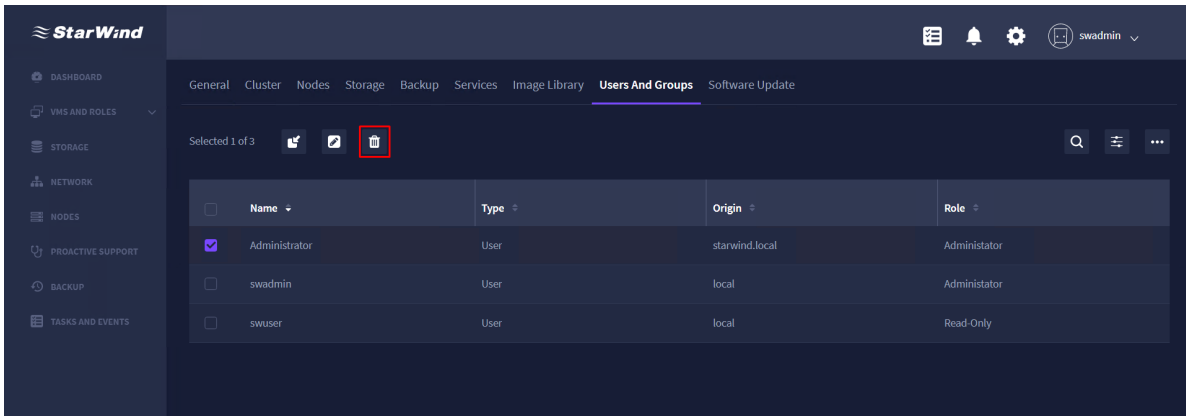 StarWind
swadmin
DASHBOARD
VMS AND ROLES
STORAGE
NETWORK
NODES
PROACTIVE SUPPORT
BACKUP
TASKS AND EVENTS
General Cluster Nodes Storage Backup Services Image Library Users And Groups Software Update
Selected 1 of 3
Name Type Origin Role
Administrator User starwind.local Administator
swadmin User local Administator
swuser User local Read-Only